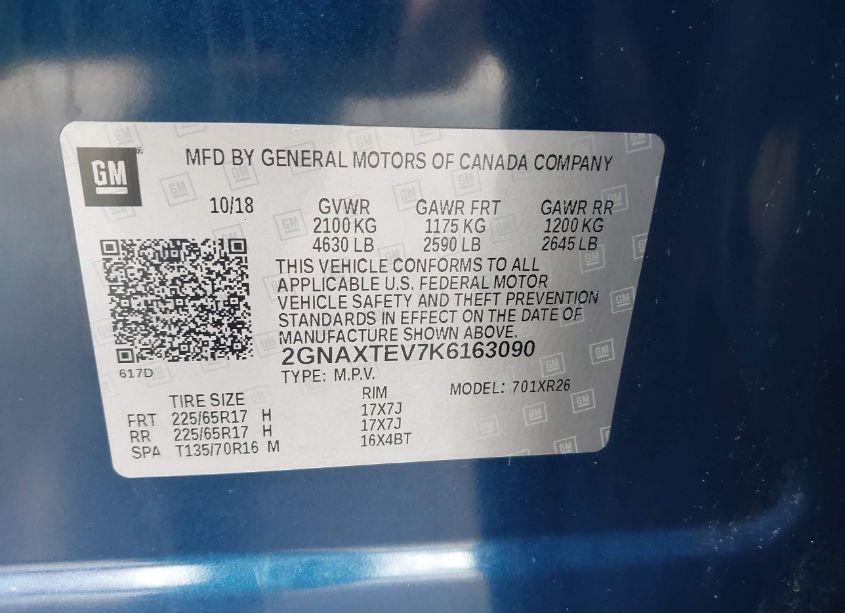 GM
MFD BY GENERAL MOTORS OF CANADA COMPANY
10/18 GVWR GAWR FRT GAWR RR
2100 KG 1175 KG 1200 KG
4630 LB 2590 LB 2645 LB
THIS VEHICLE CONFORMS TO ALL
APPLICABLE U.S. FEDERAL MOTOR
VEHICLE SAFETY AND THEFT PREVENTION
STANDARDS IN EFFECT ON THE DATE OF
MANUFACTURE SHOWN ABOVE.
2GNAXTEV7K6163090
617D TYPE: M.P.V. MODEL: 701XR26
TIRE SIZE RIM
FRT 225/65R17 H 17X7J
RR 225/65R17 H 17X7J
SPA T135/70R16 M 16X4BT